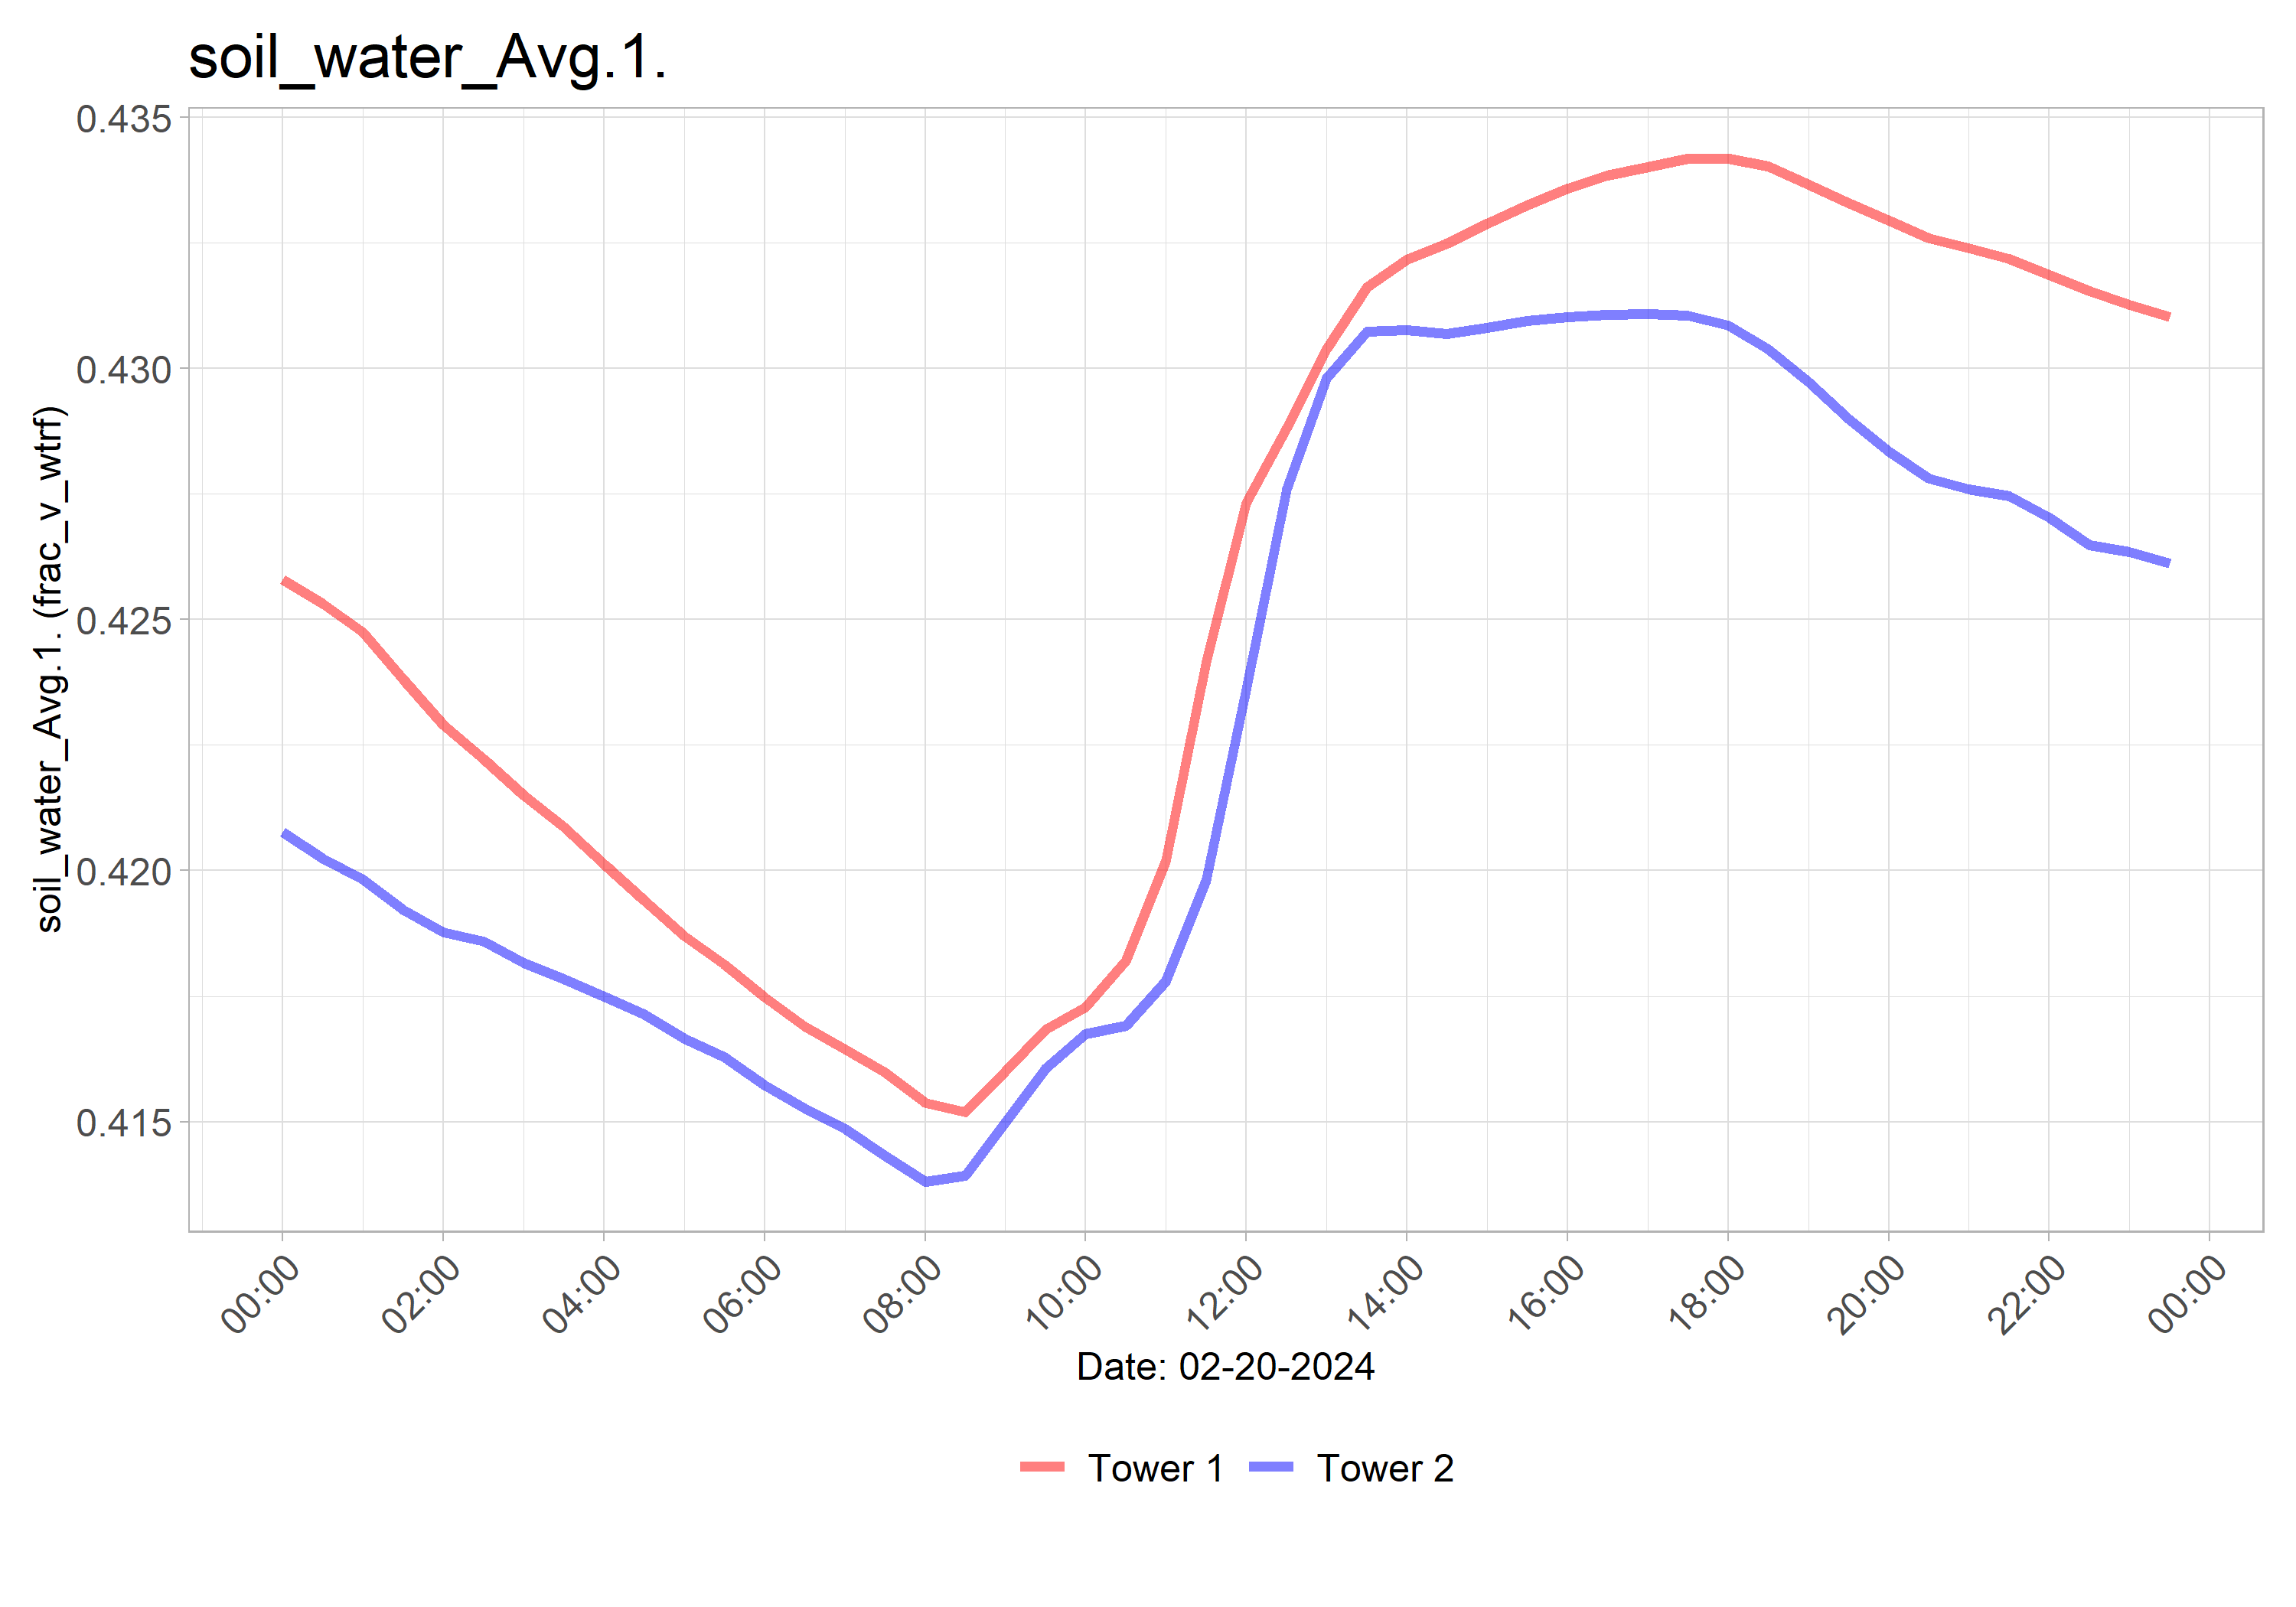 soil_water_Avg.1.
soil_water_Avg.1. (frac_v_wtrf)
0.435
0.430
0.425
0.420
0.415
00:00 02:00 04:00 06:00 08:00 10:00 12:00 14:00 16:00 18:00 20:00 22:00 00:00
Date: 02-20-2024
Tower 1 Tower 2